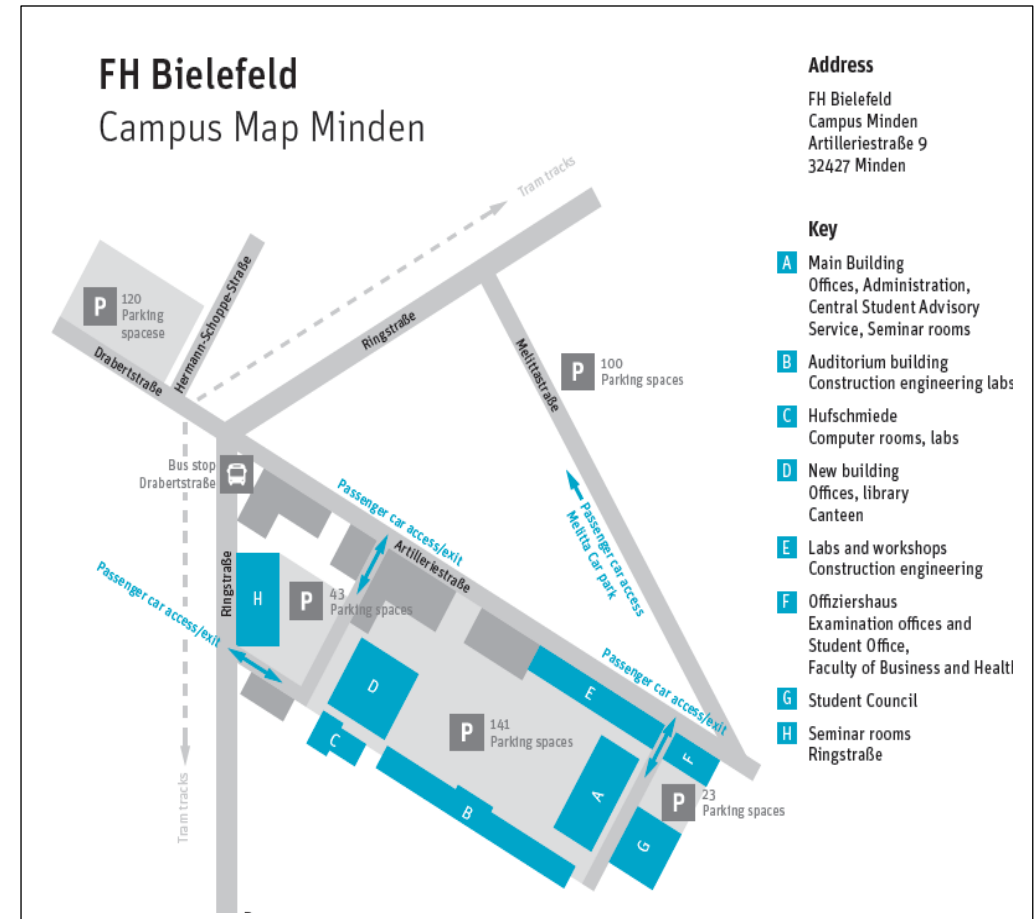 FH Bielefeld
Campus Map Minden
Address
FH Bielefeld
Campus Minden
Artilleriestraße 9
32427 Minden
Key
A Main Building
Offices, Administration,
Central Student Advisory
Service, Seminar rooms
B Auditorium building
Construction engineering labs
C Hufschmiede
Computer rooms, labs
D New building
Offices, library
Canteen
E Labs and workshops
Construction engineering
F Offiziershaus
Examination offices and
Student Office,
Faculty of Business and Healtl
G Student Council
H Seminar rooms
Ringstraße
Tram tracks
Hermann-Schoppe-Straße
P 120
Parking
spacese
Drabertstraße
Ringstraße
Melittastraße
P 100
Parking spaces
Bus stop
Drabertstraße
Passenger car access/exit
Artilleriestraße
Passenger car access
Melitta Car park
Ringstraße
H
P 43
Parking spaces
Passenger car access/exit
Passenger car access/exit
D
E
C
P 141
Parking spaces
F
A
B
P 23
Parking spaces
G
Tram tracks